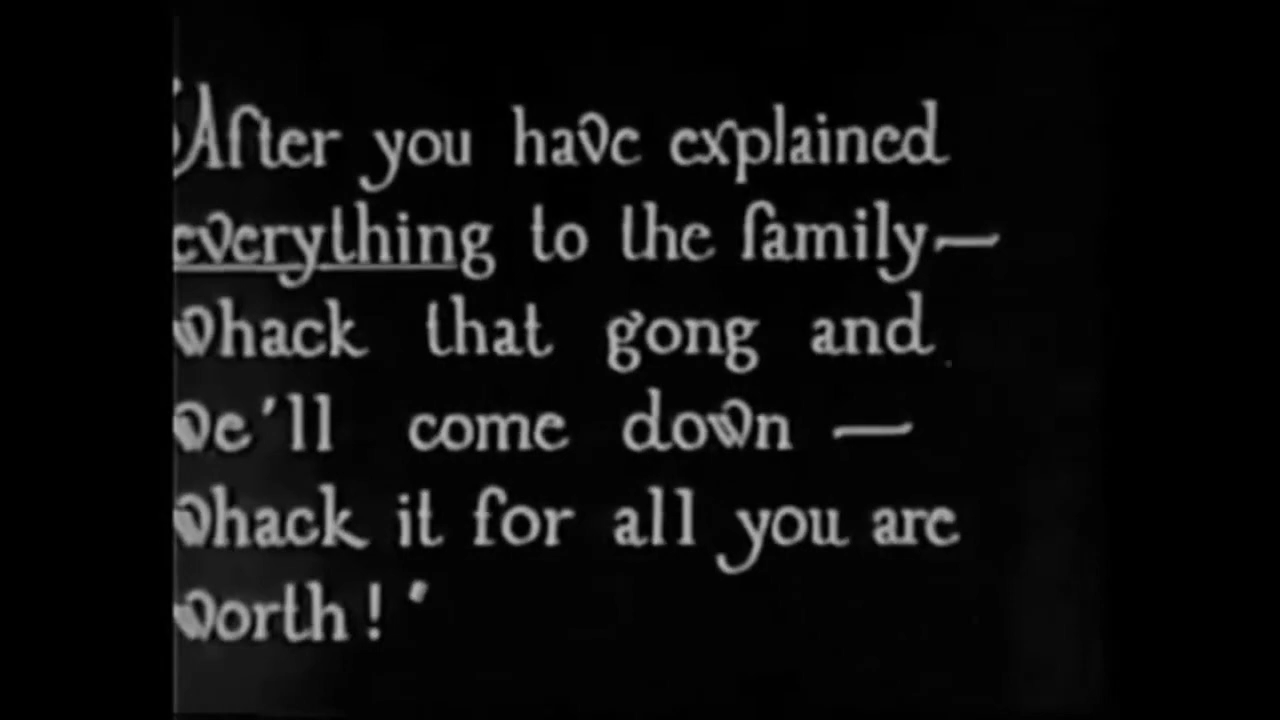 "After you have explained
everything to the family—
whack that gong and
we'll come down —
whack it for all you are
worth!"